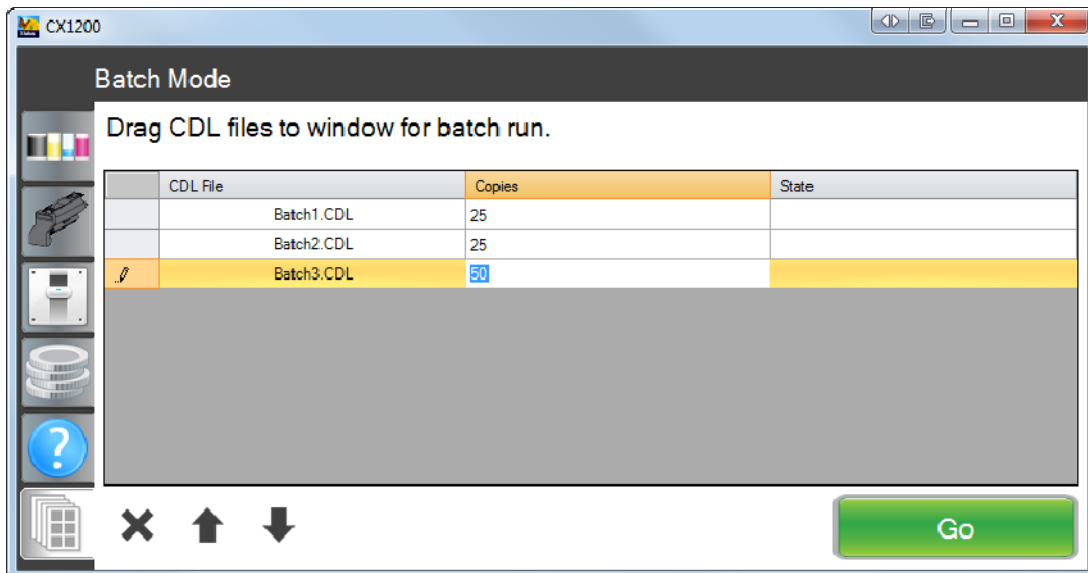 CX1200
Batch Mode
Drag CDL files to window for batch run.
CDL File Copies State
Batch1.CDL 25
Batch2.CDL 25
Batch3.CDL 50
?
Go